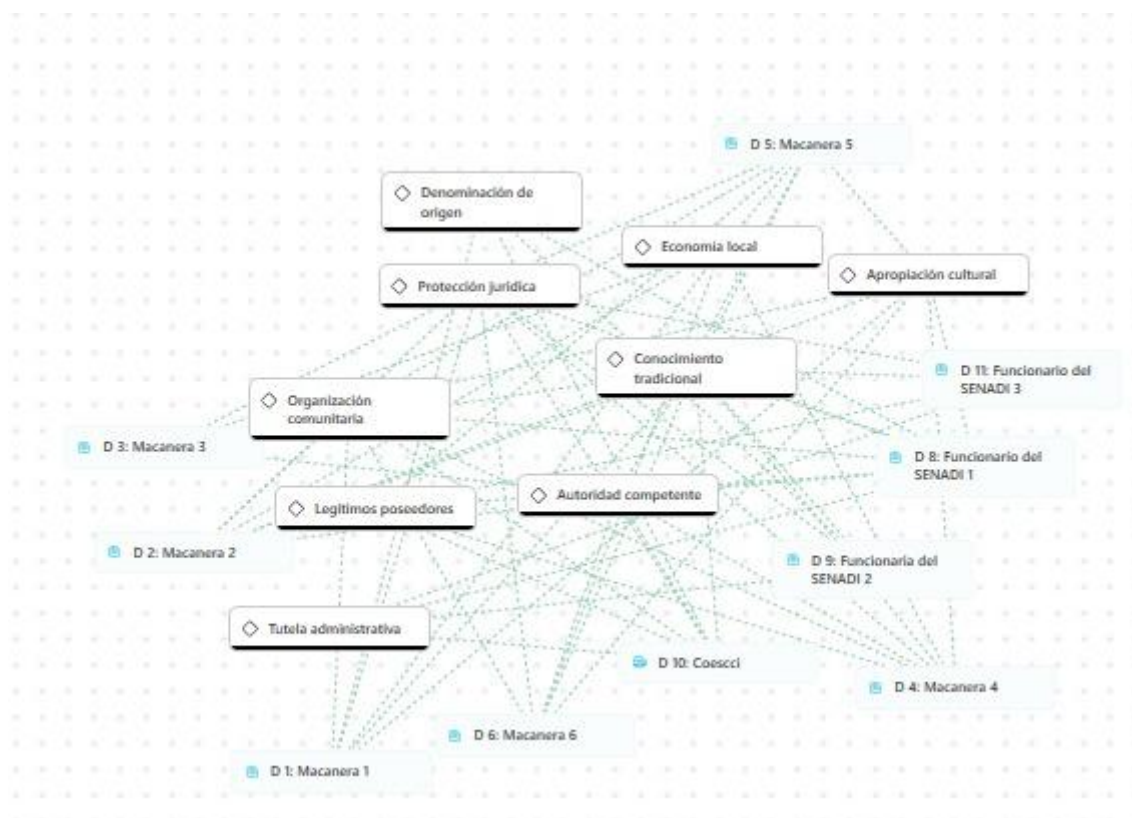 D 5: Macanera 5
Denominación de
origen
Economía local
Apropiación cultural
Protección jurídica
Conocimiento
tradicional
D 11: Funcionario del
SENADI 3
Organización
comunitaria
D 3: Macanera 3
D 8: Funcionario del
SENADI 1
Legítimos poseedores
Autoridad competente
D 2: Macanera 2
D 9: Funcionaria del
SENADI 2
Tutela administrativa
D 10: Coescci
D 4: Macanera 4
D 6: Macanera 6
D 1: Macanera 1